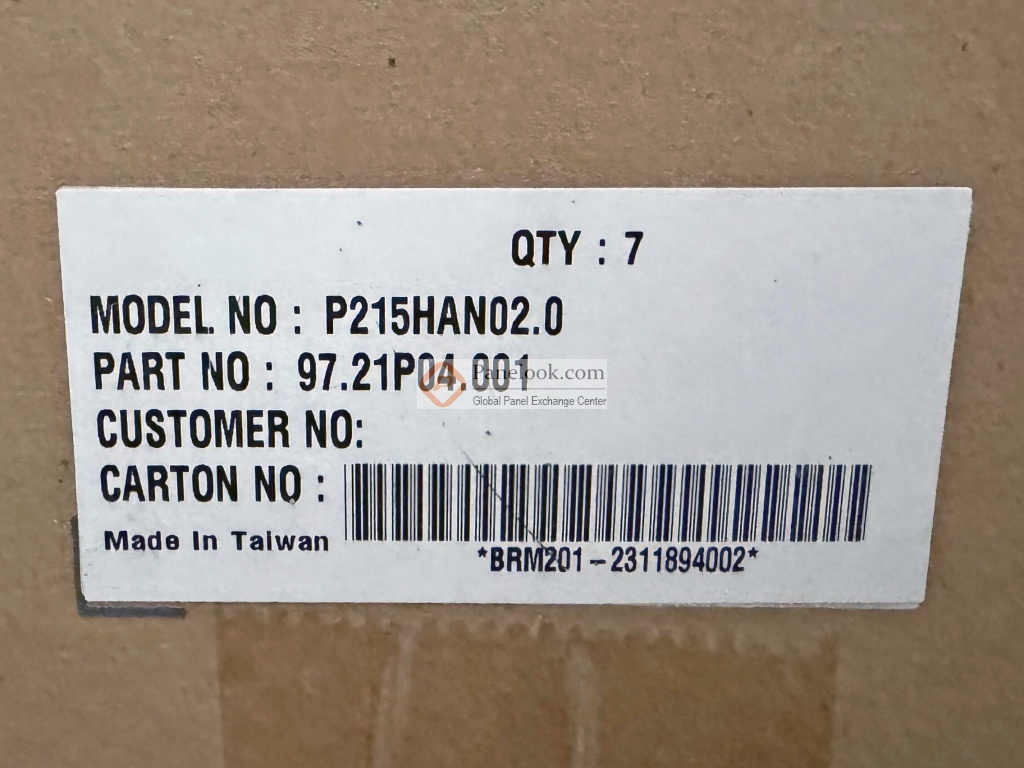 QTY : 7
MODEL NO : P215HAN02.0
PART NO : 97.21P04.001
Panelook.com
Global Panel Exchange Center
CUSTOMER NO:
CARTON NO :
Made In Taiwan
*BRM201-2311894002*